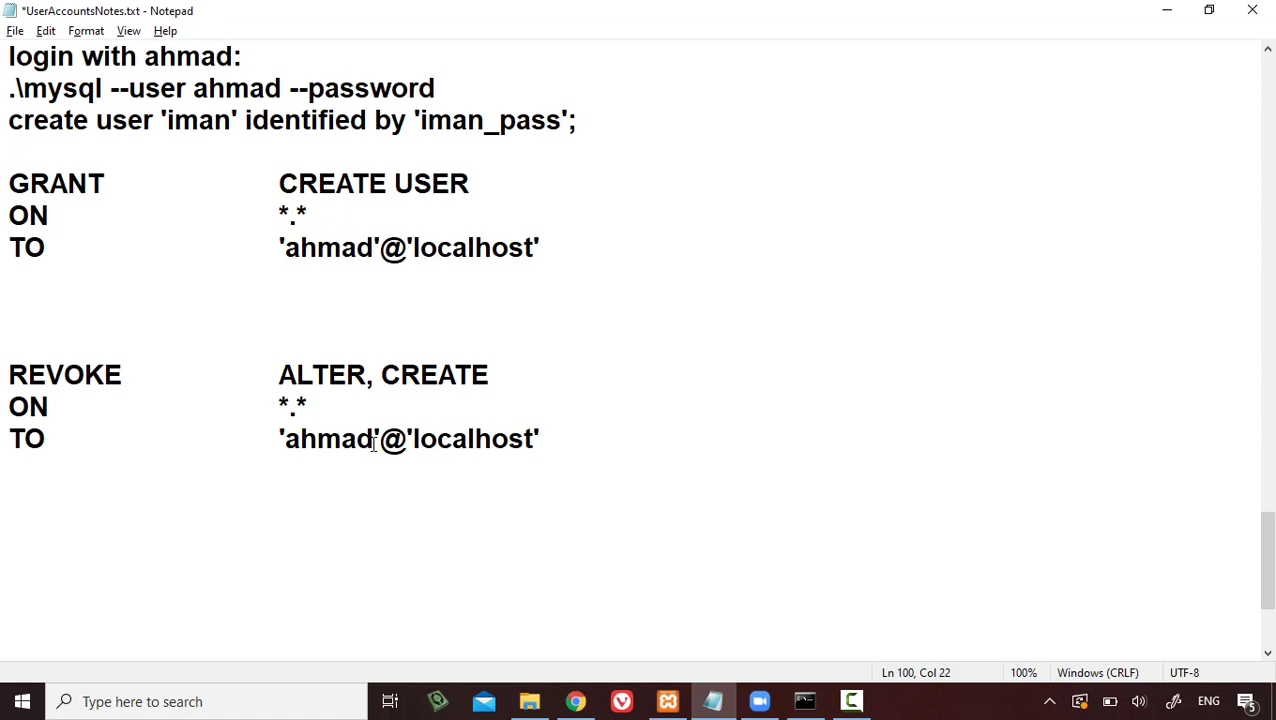 *UserAccountsNotes.txt - Notepad
File Edit Format View Help
login with ahmad:
.\mysql --user ahmad --password
create user 'iman' identified by 'iman_pass';
GRANT CREATE USER
ON *.*
TO 'ahmad'@'localhost'
REVOKE ALTER, CREATE
ON *.*
TO 'ahmad'@'localhost'
Ln 100, Col 22 100% Windows (CRLF) UTF-8
Type here to search ENG 5